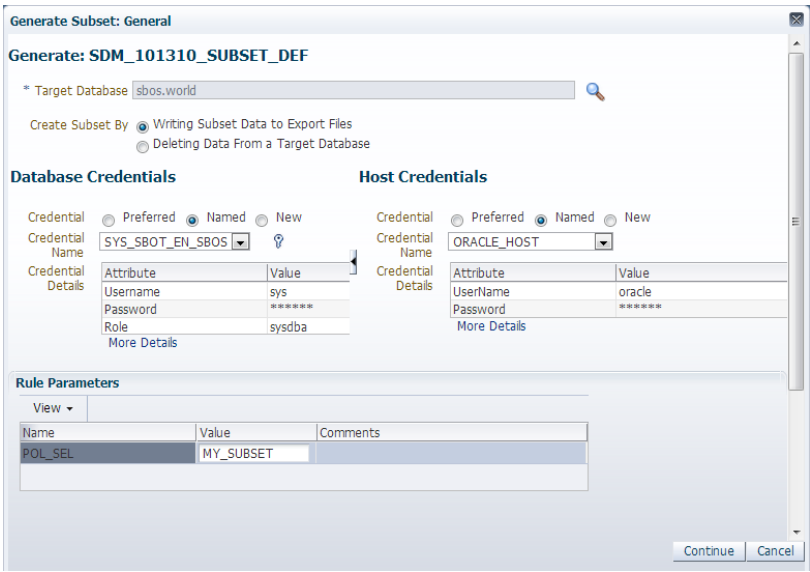 Generate Subset: General
Generate: SDM_101310_SUBSET_DEF
* Target Database sbos.world
Create Subset By Writing Subset Data to Export Files
Deleting Data From a Target Database
Database Credentials
Credential Preferred Named New
Credential Name SYS_SBOT_EN_SBOS
Credential Details
Attribute Value
Username sys
Password ******
Role sysdba
More Details
Host Credentials
Credential Preferred Named New
Credential Name ORACLE_HOST
Credential Details
Attribute Value
UserName oracle
Password ******
More Details
Rule Parameters
View
Name Value Comments
POL_SEL MY_SUBSET
Continue Cancel